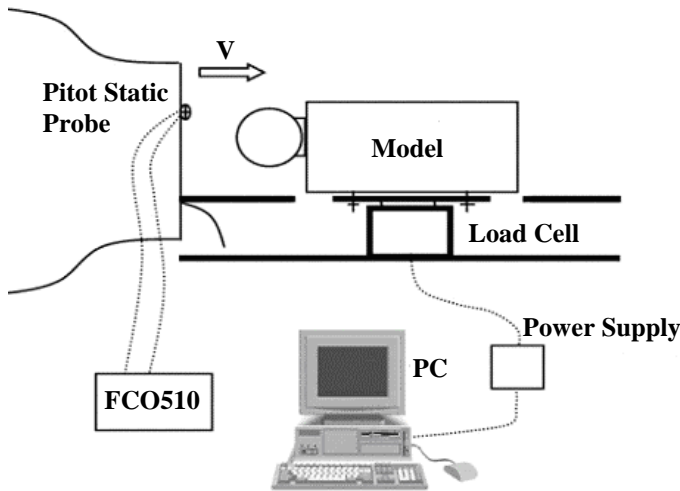 V
Pitot Static
Probe
Model
Load Cell
Power Supply
PC
FCO510